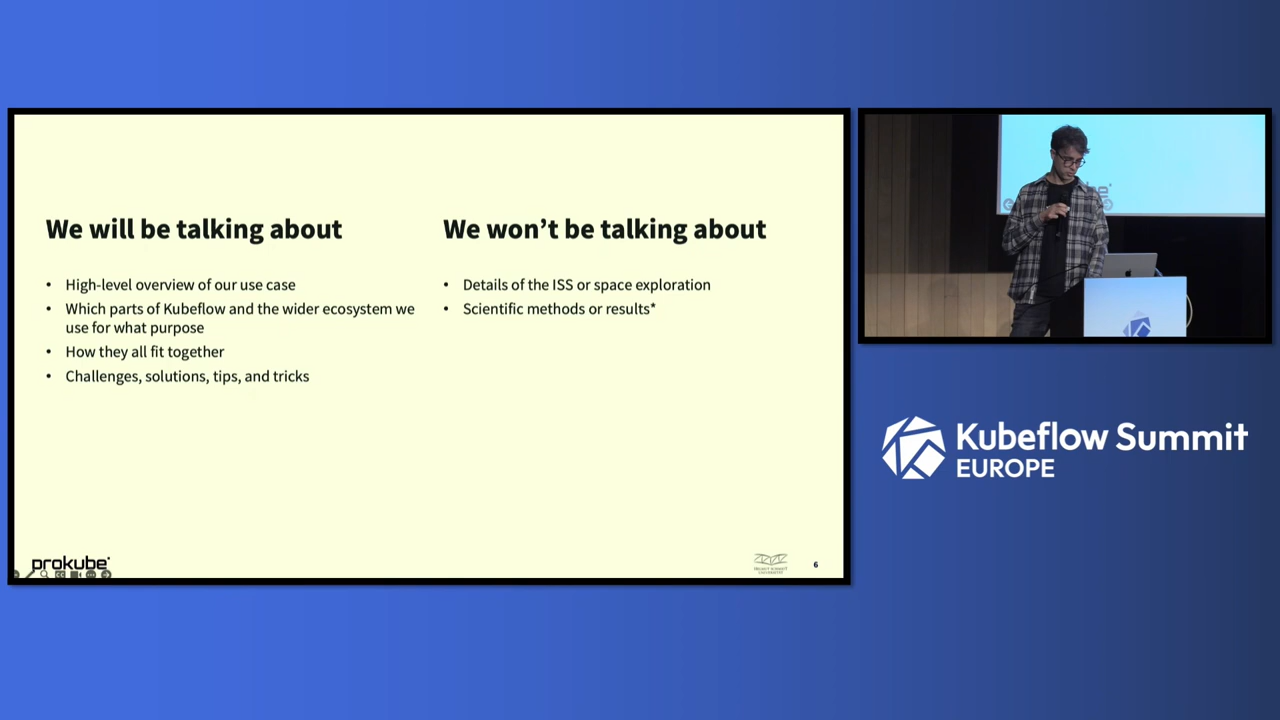 We will be talking about
• High-level overview of our use case
• Which parts of Kubeflow and the wider ecosystem we
use for what purpose
• How they all fit together
• Challenges, solutions, tips, and tricks
We won’t be talking about
• Details of the ISS or space exploration
• Scientific methods or results*
prokube
6
Kubeflow Summit
EUROPE